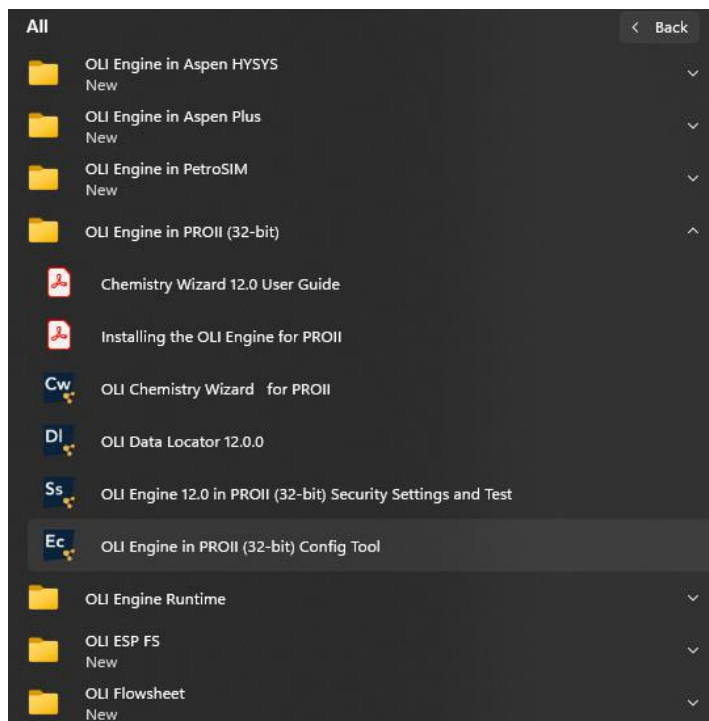 All
Back
OLI Engine in Aspen HYSYS
New
OLI Engine in Aspen Plus
New
OLI Engine in PetroSIM
New
OLI Engine in PROII (32-bit)
Chemistry Wizard 12.0 User Guide
Installing the OLI Engine for PROII
Cw
OLI Chemistry Wizard for PROII
Dl
OLI Data Locator 12.0.0
Ss
OLI Engine 12.0 in PROII (32-bit) Security Settings and Test
Ec
OLI Engine in PROII (32-bit) Config Tool
OLI Engine Runtime
OLI ESP FS
New
OLI Flowsheet
New